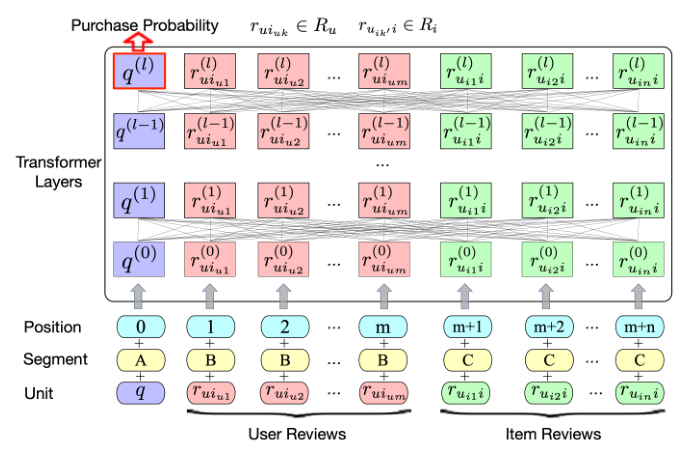 Purchase Probability $r_{ui_{uk}} \in R_u$ $r_{u_{ik'}i} \in R_i$
$q^{(l)}$ $r^{(l)}_{ui_{u1}}$ $r^{(l)}_{ui_{u2}}$ ... $r^{(l)}_{ui_{um}}$ $r^{(l)}_{u_{i1}i}$ $r^{(l)}_{u_{i2}i}$ ... $r^{(l)}_{u_{in}i}$
$q^{(l-1)}$ $r^{(l-1)}_{ui_{u1}}$ $r^{(l-1)}_{ui_{u2}}$ ... $r^{(l-1)}_{ui_{um}}$ $r^{(l-1)}_{u_{i1}i}$ $r^{(l-1)}_{u_{i2}i}$ ... $r^{(l-1)}_{u_{in}i}$
Transformer
Layers
...
$q^{(1)}$ $r^{(1)}_{ui_{u1}}$ $r^{(1)}_{ui_{u2}}$ ... $r^{(1)}_{ui_{um}}$ $r^{(1)}_{u_{i1}i}$ $r^{(1)}_{u_{i2}i}$ ... $r^{(1)}_{u_{in}i}$
$q^{(0)}$ $r^{(0)}_{ui_{u1}}$ $r^{(0)}_{ui_{u2}}$ ... $r^{(0)}_{ui_{um}}$ $r^{(0)}_{u_{i1}i}$ $r^{(0)}_{u_{i2}i}$ ... $r^{(0)}_{u_{in}i}$
Position 0 1 2 ... m m+1 m+2 ... m+n
+ + + + + + +
Segment A B B ... B C C ... C
+ + + + + + +
Unit $q$ $r_{ui_{u1}}$ $r_{ui_{u2}}$ ... $r_{ui_{um}}$ $r_{u_{i1}i}$ $r_{u_{i2}i}$ ... $r_{u_{in}i}$
User Reviews Item Reviews